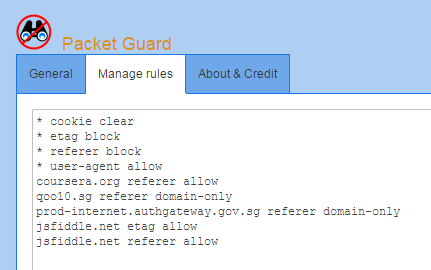 Packet Guard
General Manage rules About & Credit
* cookie clear
* etag block
* referer block
* user-agent allow
coursera.org referer allow
qoo10.sg referer domain-only
prod-internet.authgateway.gov.sg referer domain-only
jsfiddle.net etag allow
jsfiddle.net referer allow